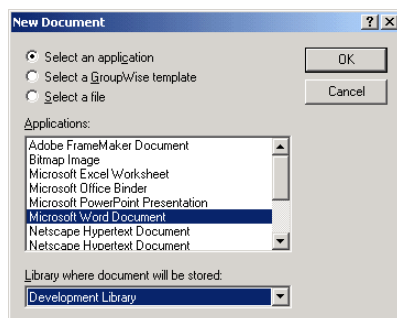 New Document
Select an application
OK
Select a GroupWise template
Cancel
Select a file
Applications:
Adobe FrameMaker Document
Bitmap Image
Microsoft Excel Worksheet
Microsoft Office Binder
Microsoft PowerPoint Presentation
Microsoft Word Document
Netscape Hypertext Document
Netscape Hypertext Document
Library where document will be stored:
Development Library